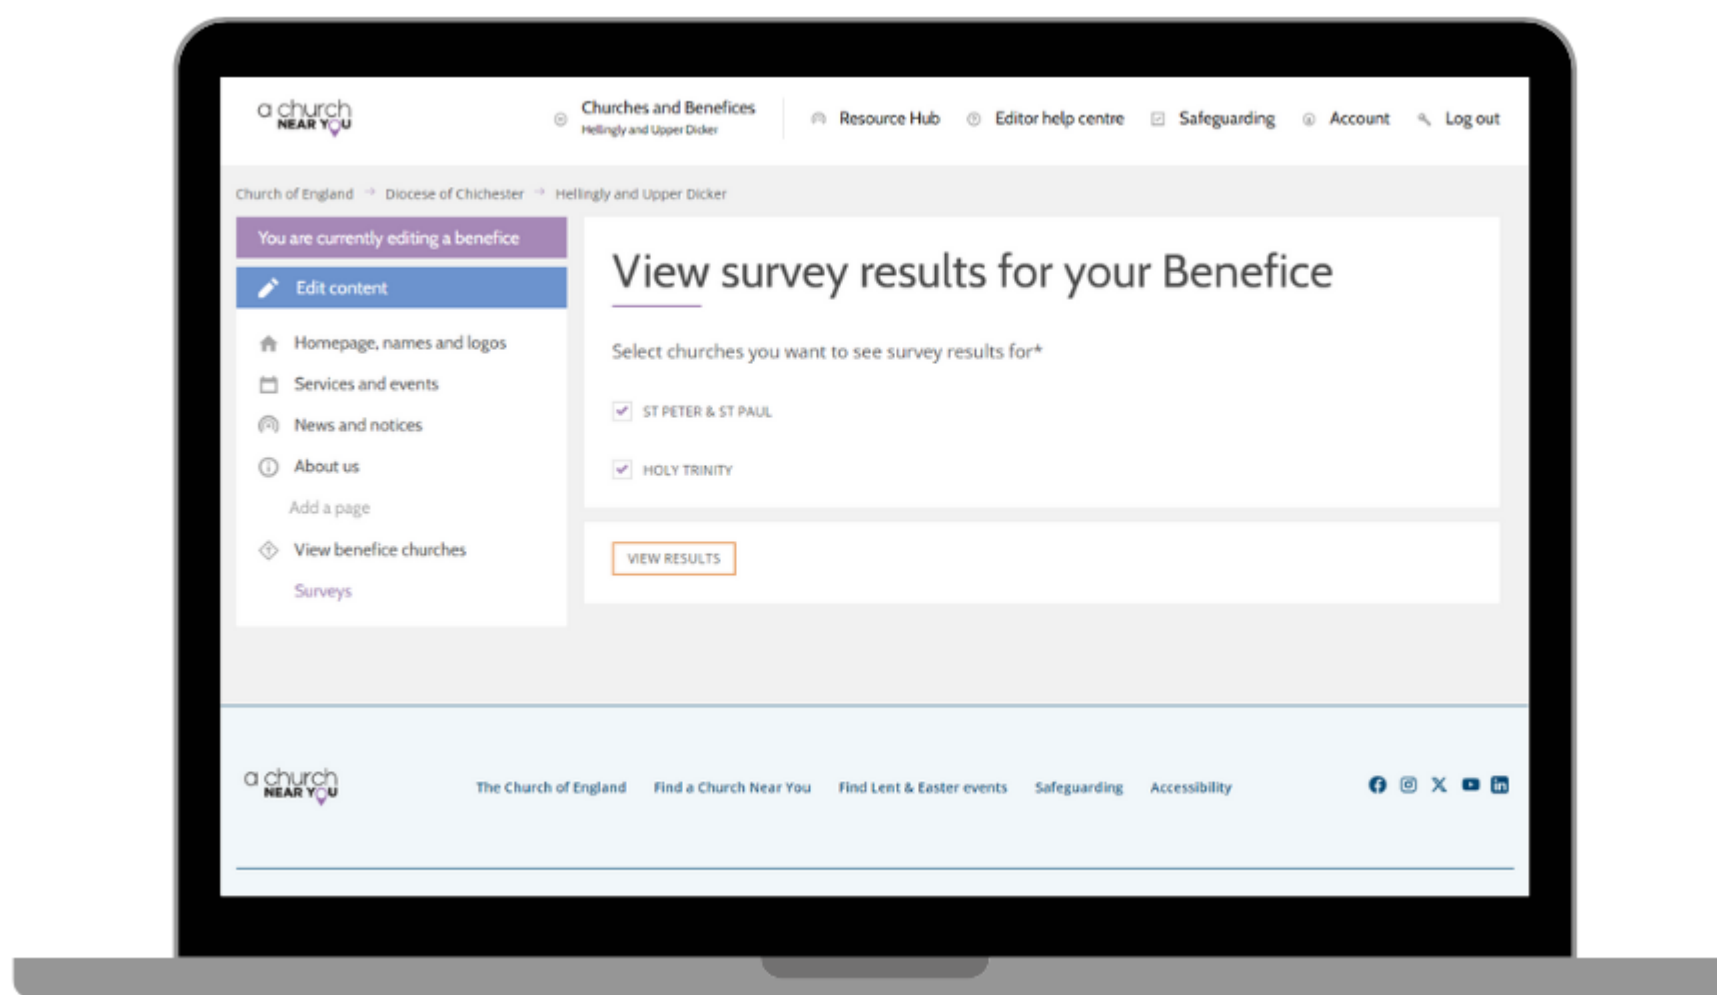 a church
NEAR YOU
Churches and Benefices
Hellingly and Upper Dicker
Resource Hub
Editor help centre
Safeguarding
Account
Log out
Church of England → Diocese of Chichester → Hellingly and Upper Dicker
You are currently editing a benefice
Edit content
Homepage, names and logos
Services and events
News and notices
About us
Add a page
View benefice churches
Surveys
View survey results for your Benefice
Select churches you want to see survey results for*
ST PETER & ST PAUL
HOLY TRINITY
VIEW RESULTS
a church
NEAR YOU
The Church of England
Find a Church Near You
Find Lent & Easter events
Safeguarding
Accessibility